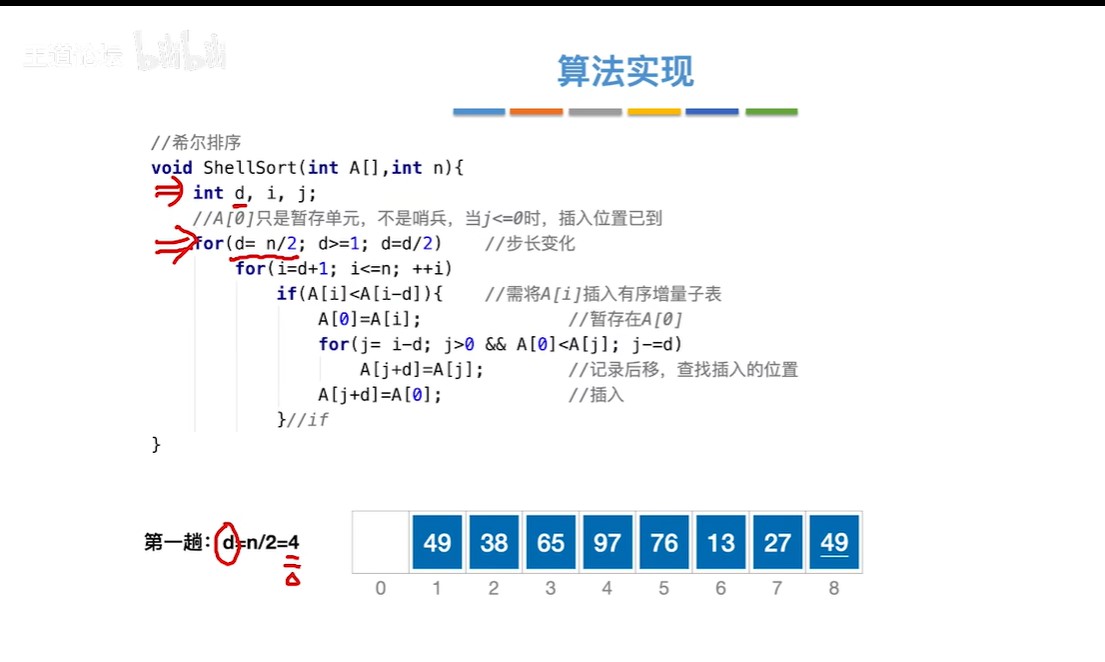 算法实现
//希尔排序
void ShellSort(int A[],int n){
int d, i, j;
//A[0]只是暂存单元，不是哨兵，当j<=0时，插入位置已到
for(d= n/2; d>=1; d=d/2) //步长变化
for(i=d+1; i<=n; ++i)
if(A[i]<A[i-d]){ //需将A[i]插入有序增量子表
A[0]=A[i]; //暂存在A[0]
for(j= i-d; j>0 && A[0]<A[j]; j-=d)
A[j+d]=A[j]; //记录后移，查找插入的位置
A[j+d]=A[0]; //插入
}//if
}
第一趟：d=n/2=4
49 38 65 97 76 13 27 49
0 1 2 3 4 5 6 7 8